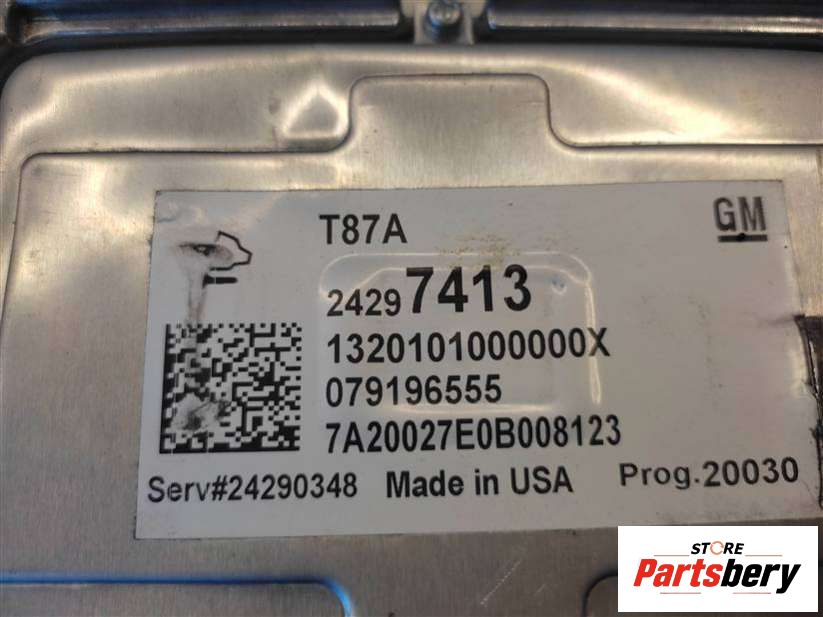 T87A
GM
24297413
1320101000000X
079196555
7A20027E0B008123
Serv#24290348 Made in USA Prog.20030
STORE
Partsbery